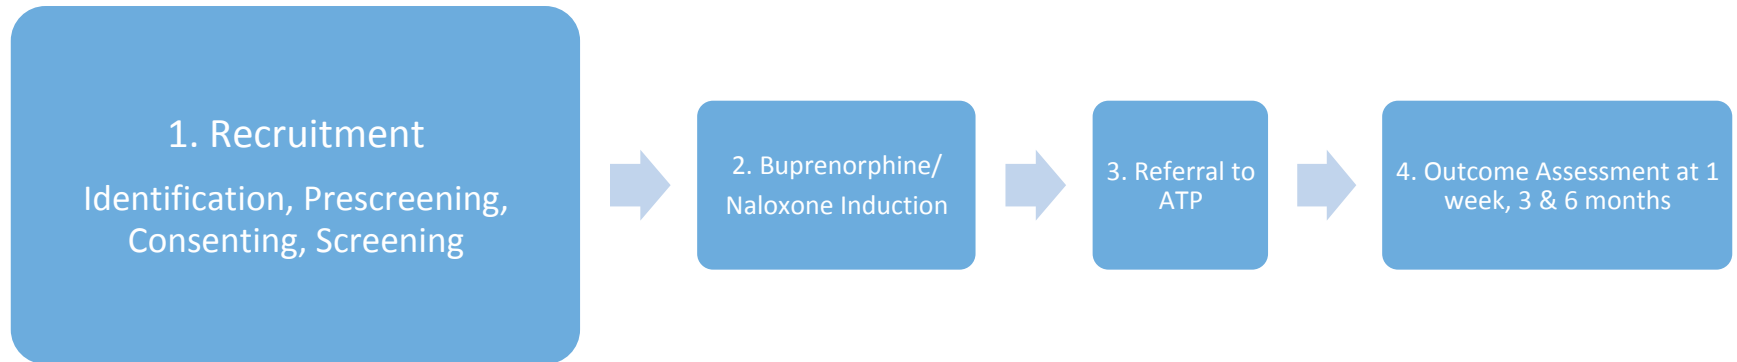 1. Recruitment
Identification, Prescreening,
Consenting, Screening
2. Buprenorphine/
Naloxone Induction
3. Referral to
ATP
4. Outcome Assessment at 1
week, 3 & 6 months